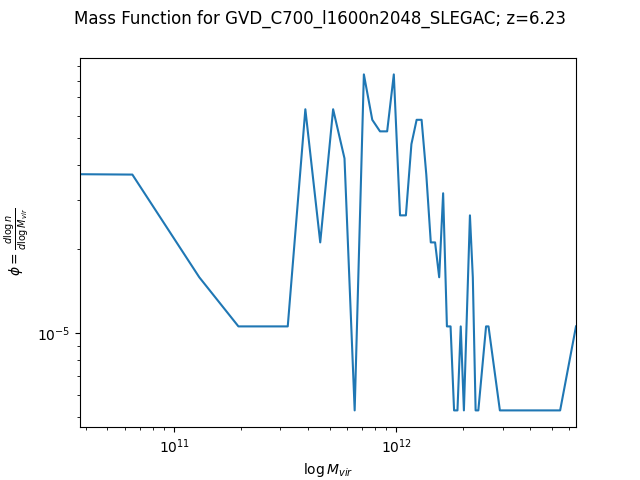 Mass Function for GVD_C700_l1600n2048_SLEGAC; z=6.23
ϕ = d log n / d log M_vir
10^-5
10^11
10^12
log M_vir